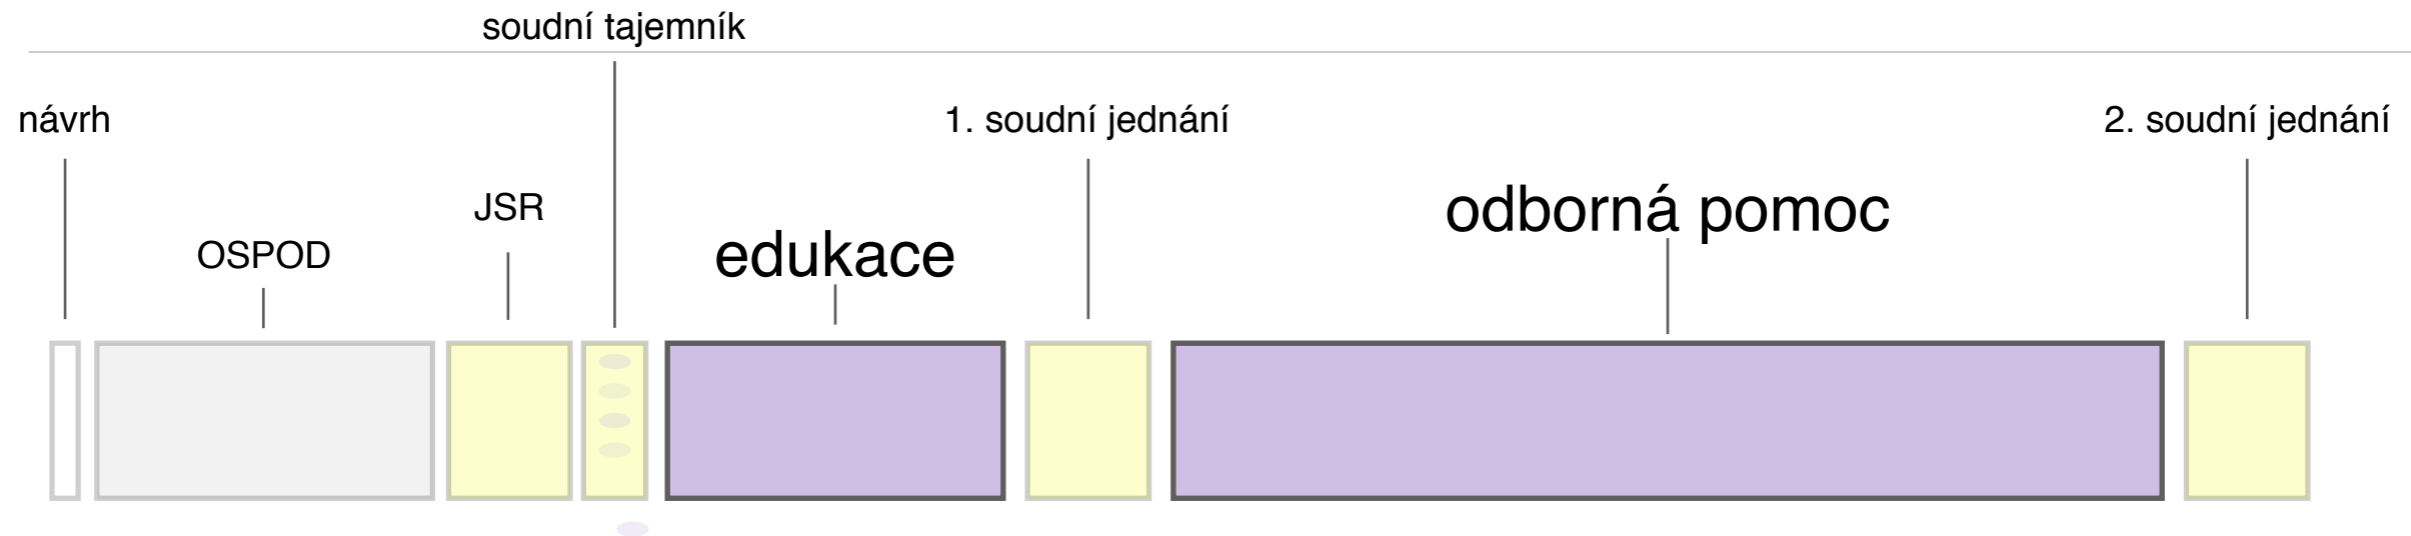 soudní tajemník
návrh
1. soudní jednání
2. soudní jednání
JSR
odborná pomoc
OSPOD
edukace